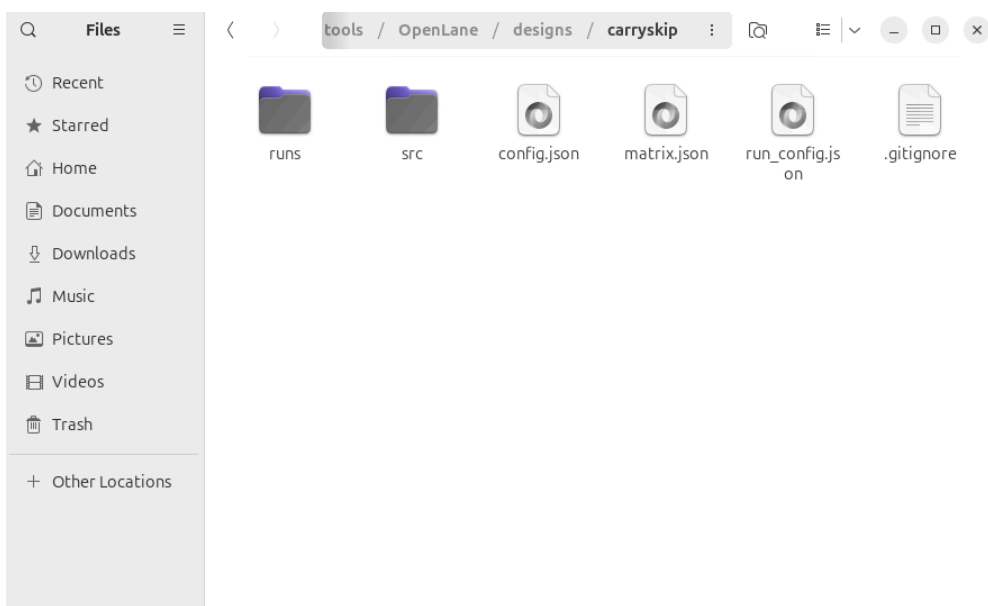 Files
tools / OpenLane / designs / carryskip
Recent
Starred
Home
Documents
Downloads
Music
Pictures
Videos
Trash
+ Other Locations
runs
src
config.json
matrix.json
run_config.js
on
.gitignore